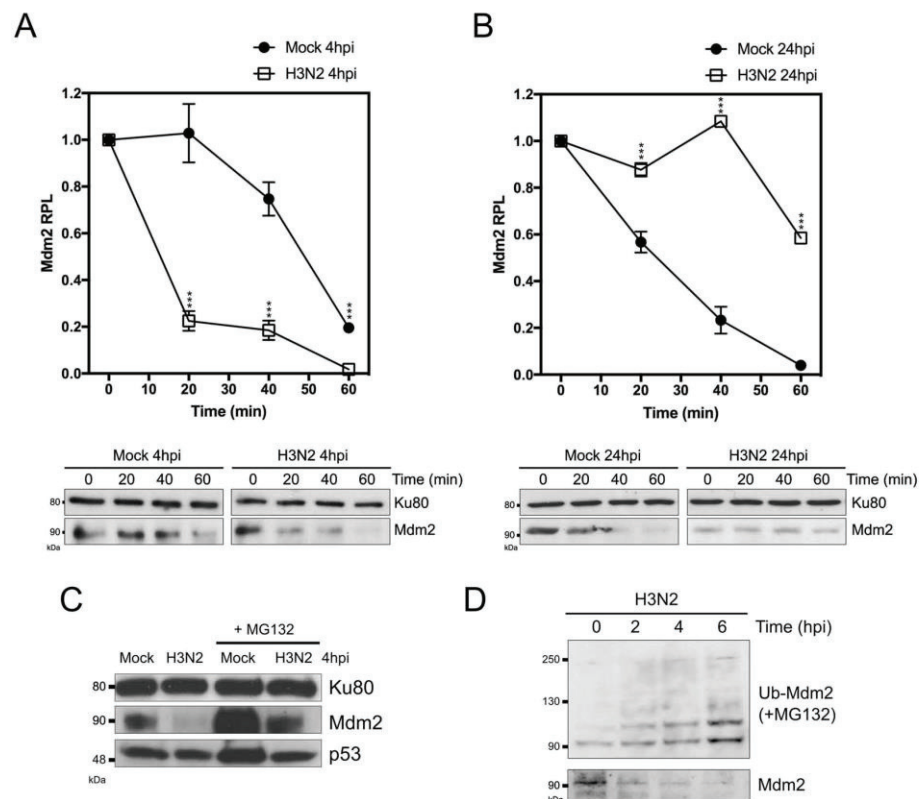 A
Mock 4hpi
H3N2 4hpi
1.2
1.0
0.8
0.6
0.4
0.2
0.0
Mdm2 RPL
***
***
***
0 10 20 30 40 50 60
Time (min)
Mock 4hpi H3N2 4hpi
0 20 40 60 0 20 40 60 Time (min)
80 Ku80
90 Mdm2
kDa
B
Mock 24hpi
H3N2 24hpi
1.2
1.0
0.8
0.6
0.4
0.2
0.0
Mdm2 RPL
***
***
***
0 10 20 30 40 50 60
Time (min)
Mock 24hpi H3N2 24hpi
0 20 40 60 0 20 40 60 Time (min)
80 Ku80
90 Mdm2
kDa
C
+ MG132
Mock H3N2 Mock H3N2 4hpi
80 Ku80
90 Mdm2
48 p53
kDa
D
H3N2
0 2 4 6 Time (hpi)
250
130
90
Ub-Mdm2
(+MG132)
90 Mdm2
kDa